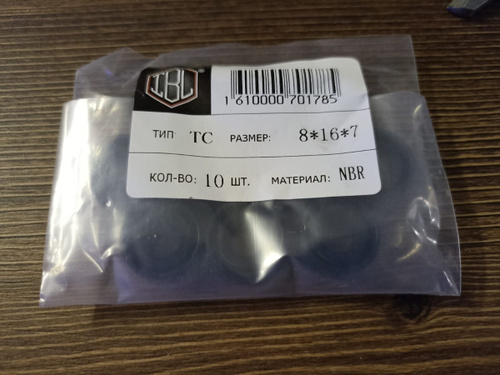 IBL
1 610000 701785
ТИП TC РАЗМЕР: 8*16*7
КОЛ-ВО: 10 ШТ. МАТЕРИАЛ: NBR